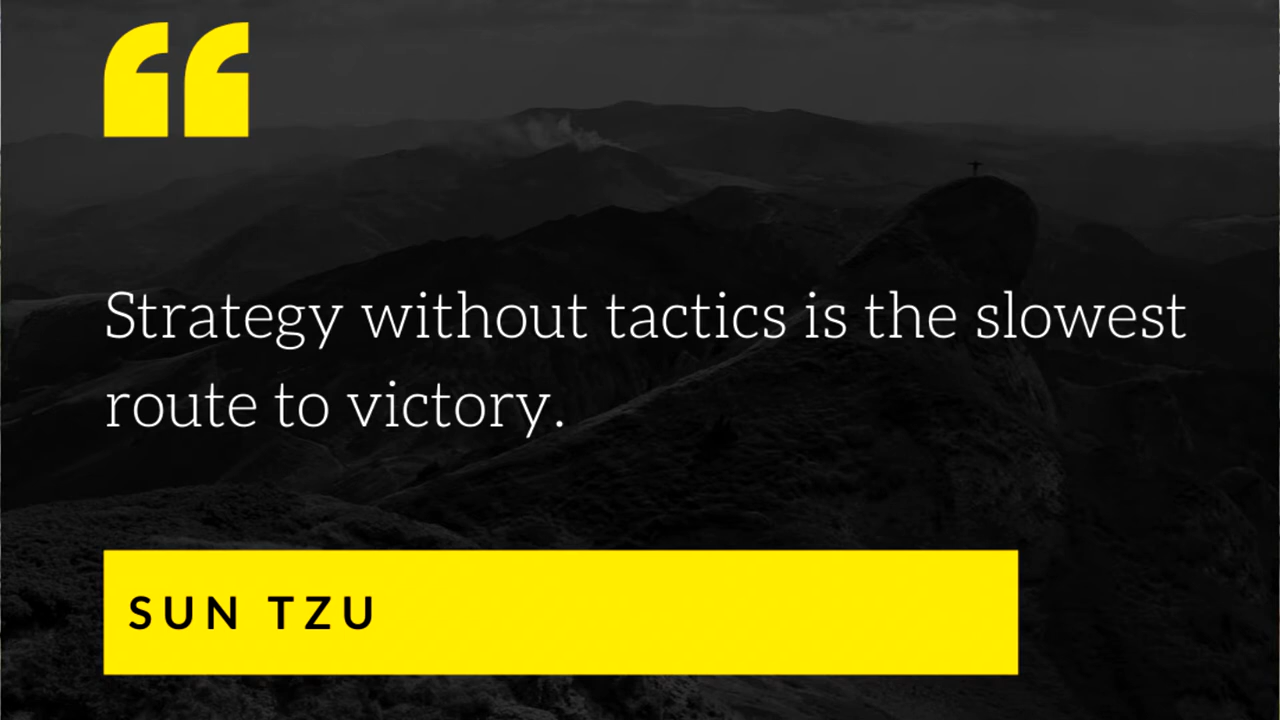 “
Strategy without tactics is the slowest
route to victory.
SUN TZU